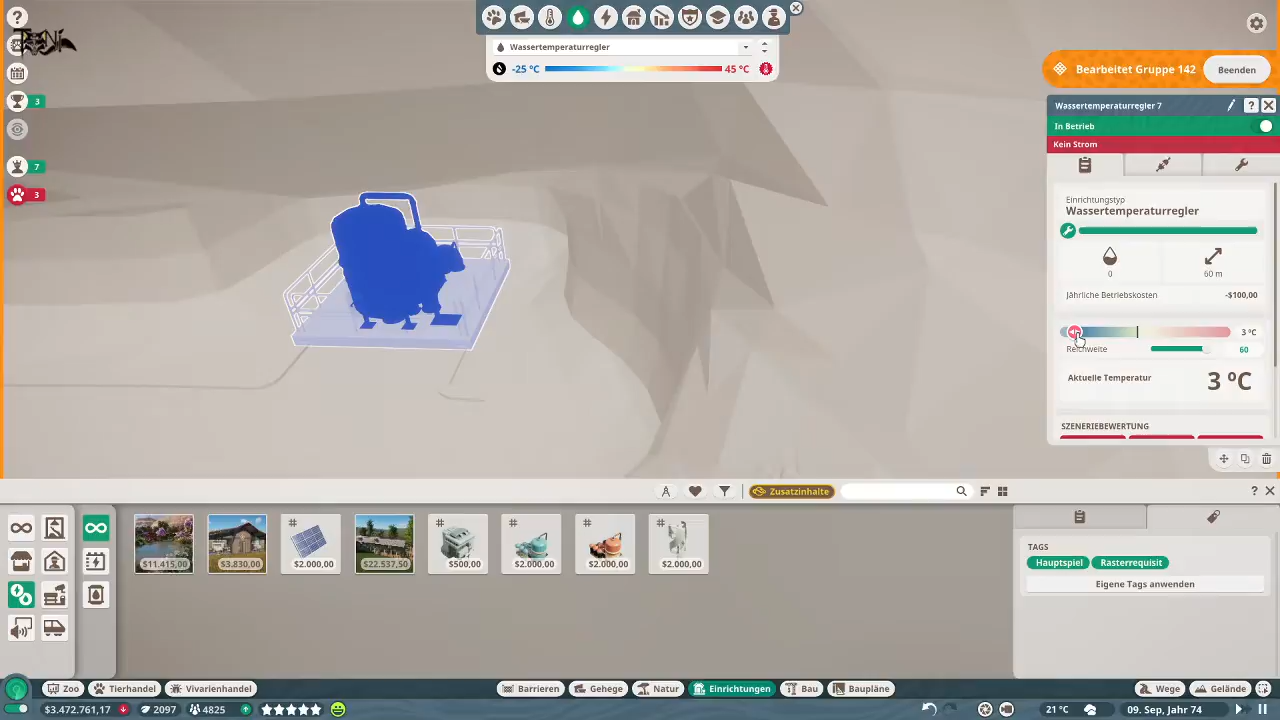 Wassertemperaturregler
-25 °C
45 °C
3
7
3
Bearbeitet Gruppe 142
Beenden
Wassertemperaturregler 7
?
In Betrieb
Kein Strom
Einrichtungstyp
Wassertemperaturregler
0
60 m
Jährliche Betriebskosten
-$100,00
3 °C
Reichweite
60
Aktuelle Temperatur
3 °C
SZENERIEBEWERTUNG
Zusatzinhalte
?
$11.415,00
$3.830,00
$2.000,00
$22.537,50
$500,00
$2.000,00
$2.000,00
$2.000,00
TAGS
Hauptspiel
Rasterrequisit
Eigene Tags anwenden
Zoo
Tierhandel
Vivarienhandel
Barrieren
Gehege
Natur
Einrichtungen
Bau
Baupläne
Wege
Gelände
$3.472.761,17
2097
4825
21 °C
09. Sep, Jahr 74